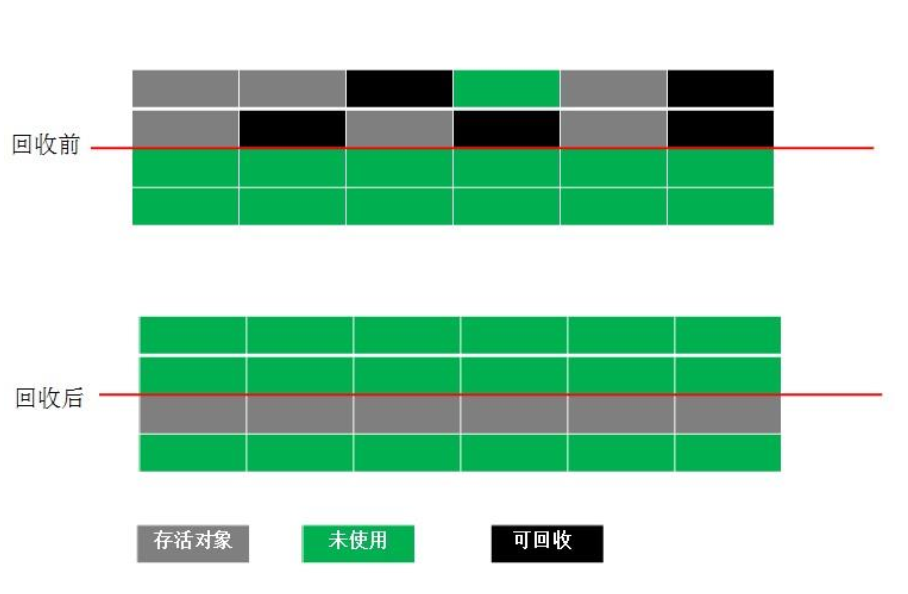 回收前
回收后
存活对象 未使用 可回收